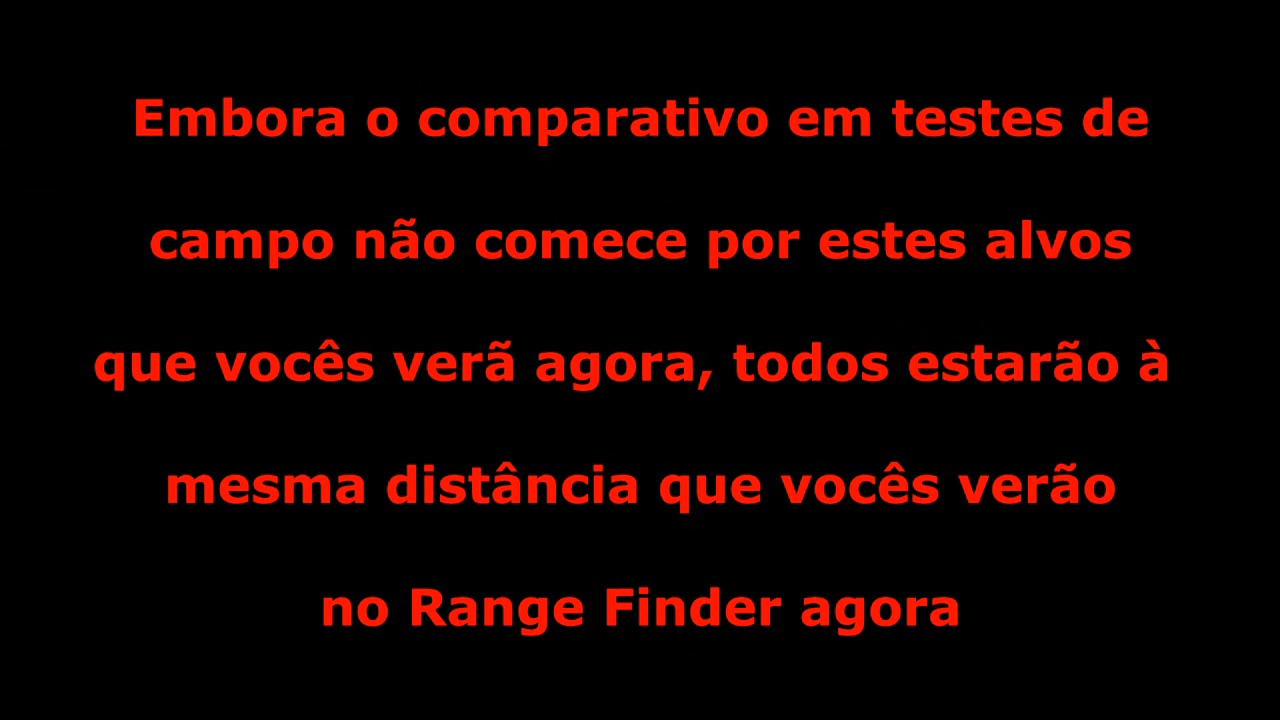 Embora o comparativo em testes de
campo não comece por estes alvos
que vocês verã agora, todos estarão à
mesma distância que vocês verão
no Range Finder agora